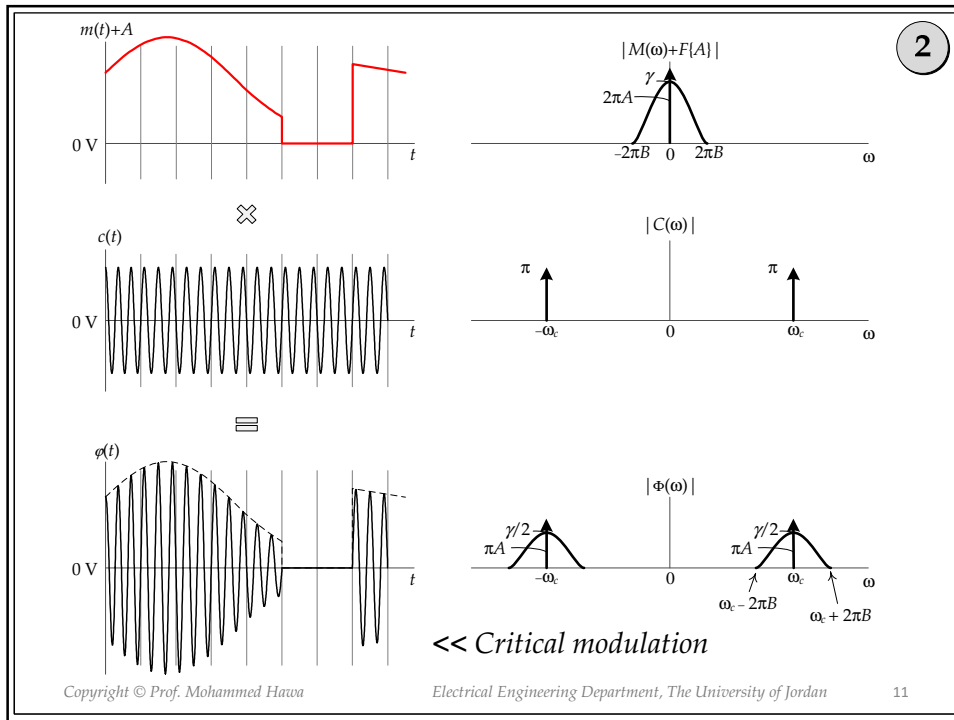 m(t)+A
0 V
t
|M(ω)+F{A}|
γ
2πA
–2πB
0
2πB
ω
2
c(t)
0 V
t
|C(ω)|
π
π
–ωc
0
ωc
ω
φ(t)
0 V
t
|Φ(ω)|
γ/2
πA
γ/2
πA
–ωc
0
ωc
ω
ωc – 2πB
ωc + 2πB
<< Critical modulation
Copyright © Prof. Mohammed Hawa
Electrical Engineering Department, The University of Jordan
11